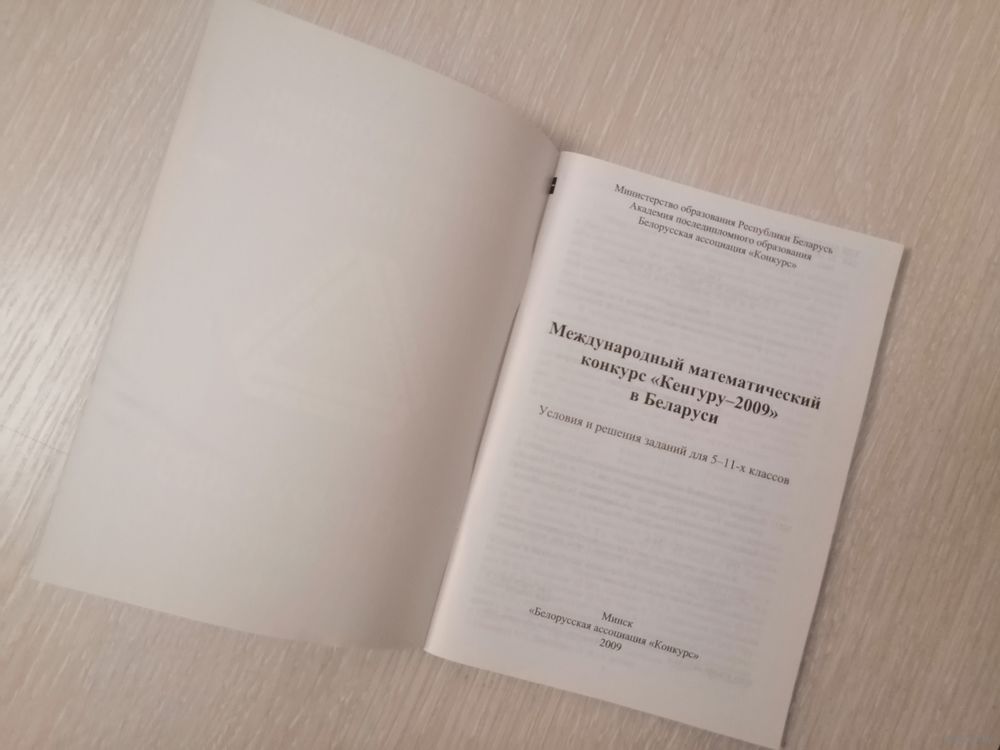 Министерство образования Республики Беларусь
Академия последипломного образования
Белорусская ассоциация «Конкурс»
Международный математический
конкурс «Кенгуру–2009»
в Беларуси
Условия и решения заданий для 5–11-х классов
Минск
«Белорусская ассоциация «Конкурс»
2009